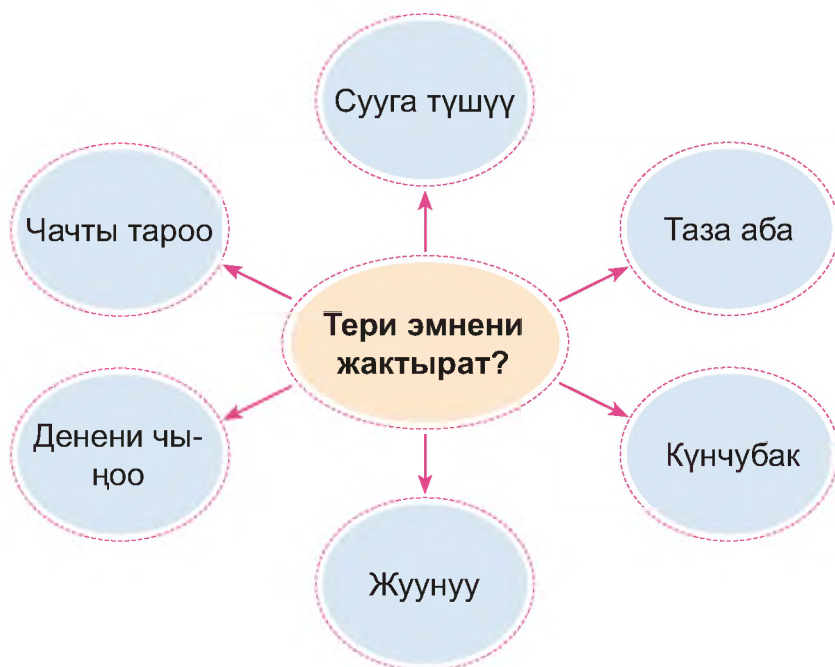 Сууга түшүү
Чачты тароо
Таза аба
Тери эмнени
жактырат?
Денени чы-
ңоо
Күнчубак
Жуунуу